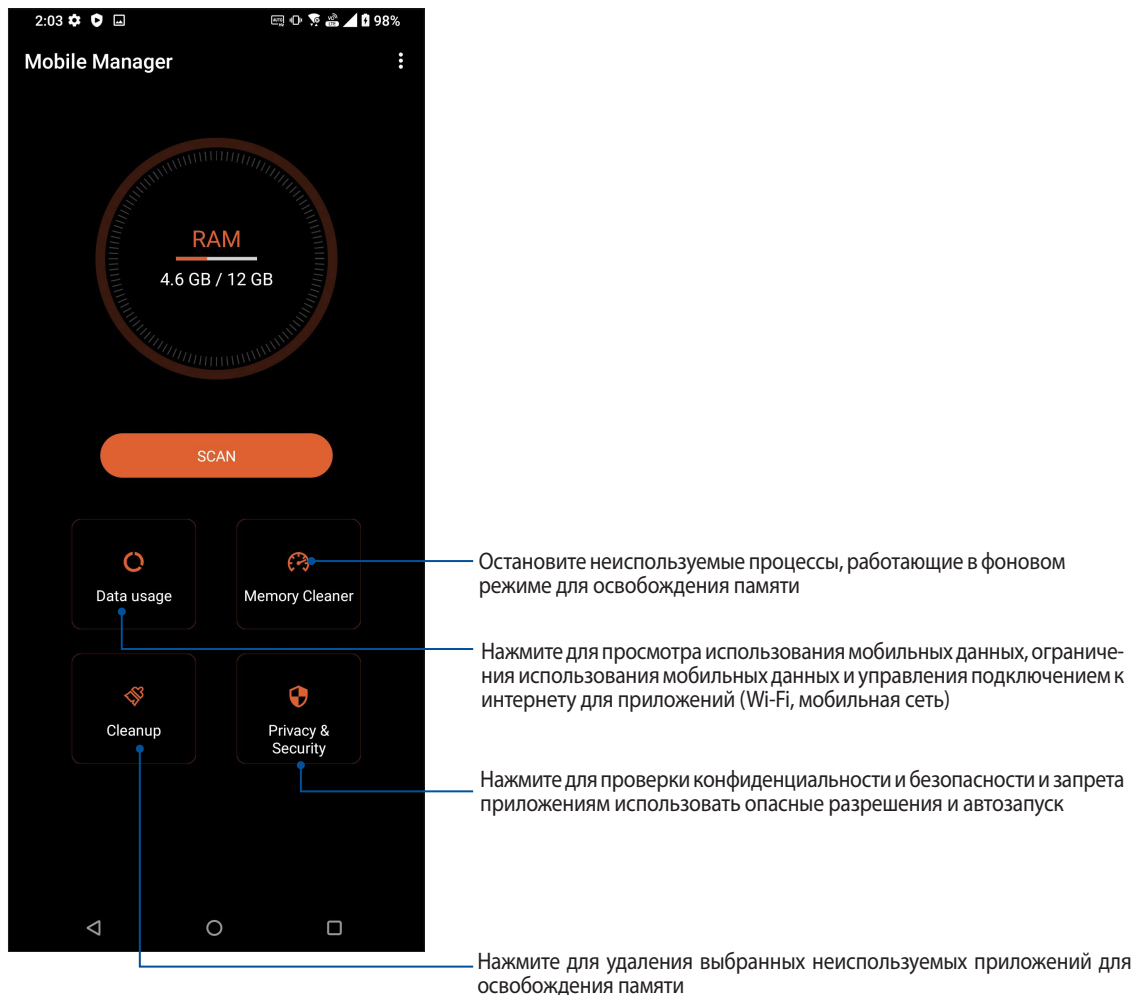 2:03 98%
Mobile Manager
RAM
4.6 GB / 12 GB
SCAN
Data usage
Memory Cleaner
Cleanup
Privacy &
Security
Остановите неиспользуемые процессы, работающие в фоновом
режиме для освобождения памяти
Нажмите для просмотра использования мобильных данных, ограниче-
ния использования мобильных данных и управления подключением к
интернету для приложений (Wi-Fi, мобильная сеть)
Нажмите для проверки конфиденциальности и безопасности и запрета
приложениям использовать опасные разрешения и автозапуск
Нажмите для удаления выбранных неиспользуемых приложений для
освобождения памяти